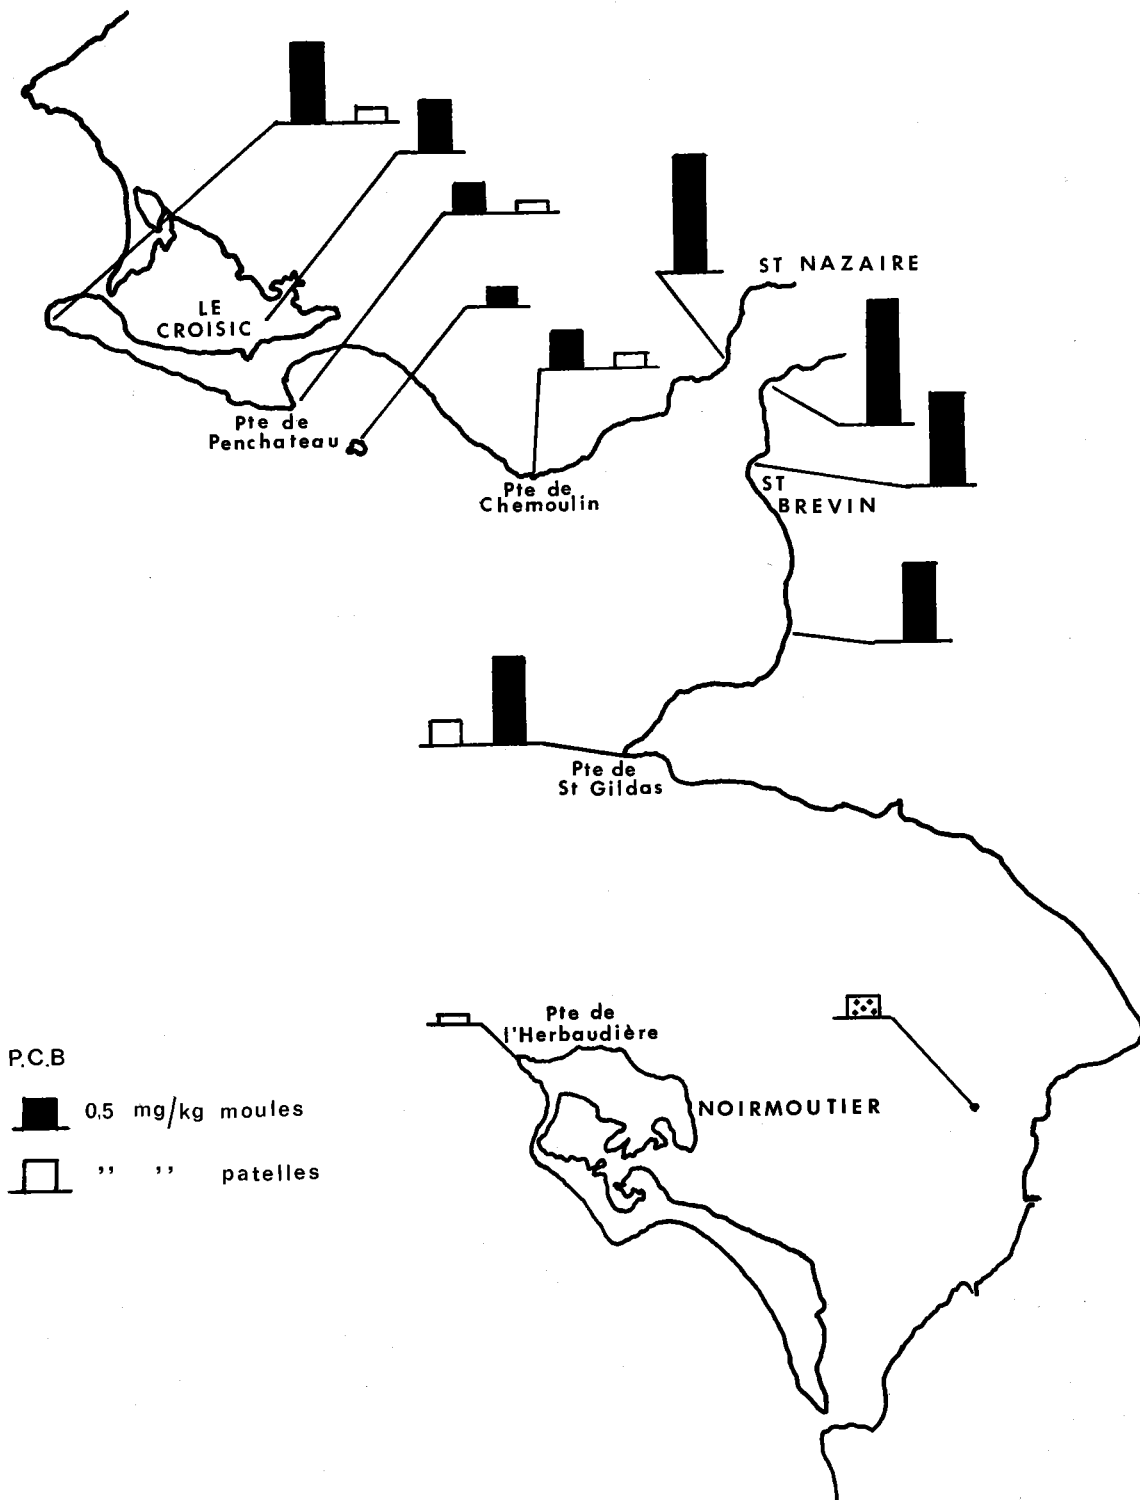 ST NAZAIRE
LE
CROISIC
Pte de
Penchateau
Pte de
Chemoulin
ST
BREVIN
Pte de
St Gildas
Pte de
l'Herbaudière
NOIRMOUTIER
P.C.B
0,5 mg/kg moules
,, ,, patelles